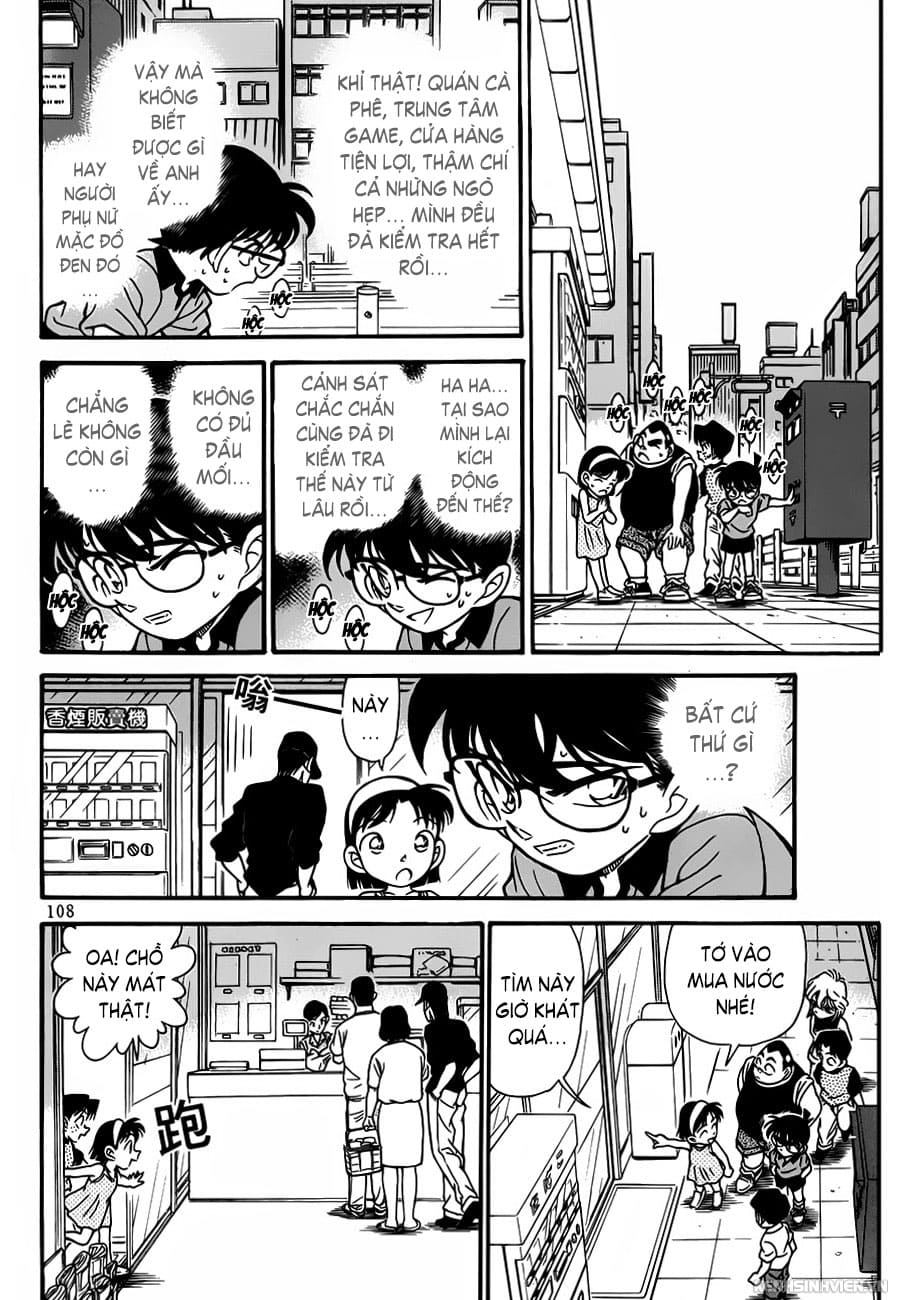 KHỈ THẬT! QUÁN CÀ
PHÊ, TRUNG TÂM
GAME, CỬA HÀNG
TIỆN LỢI, THẬM CHÍ
CẢ NHỮNG NGÕ
HẸP... MÌNH ĐỀU
ĐÃ KIỂM TRA HẾT
RỒI...
VẬY MÀ
KHÔNG
BIẾT
ĐƯỢC GÌ
VỀ ANH
ẤY...
HAY
NGƯỜI
PHỤ NỮ
MẶC ĐỒ
ĐEN ĐÓ
...
HỘC
HỘC
HỘC
HỘC
HỘC
HỘC
HỘC
HỘC
HA HA...
TẠI SAO
MÌNH LẠI
KÍCH
ĐỘNG
ĐẾN THẾ?
CẢNH SÁT
CHẮC CHẮN
CŨNG ĐÃ ĐI
KIỂM TRA
THẾ NÀY TỪ
LÂU RỒI...
HỘC
HỘC
KHÔNG
CÓ ĐỦ
ĐẦU
MỐI...
CHẲNG
LẼ KHÔNG
CÒN GÌ
...
HỘC
HỘC
BẤT CỨ
THỨ GÌ
...?
NÀY
...
嗡
香煙販賣機
108
TỚ VÀO
MUA NƯỚC
NHÉ!
TÌM NÃY
GIỜ KHÁT
QUÁ...
OA! CHỖ
NÀY MÁT
THẬT!
跑
KENHSINHVIEN.VN